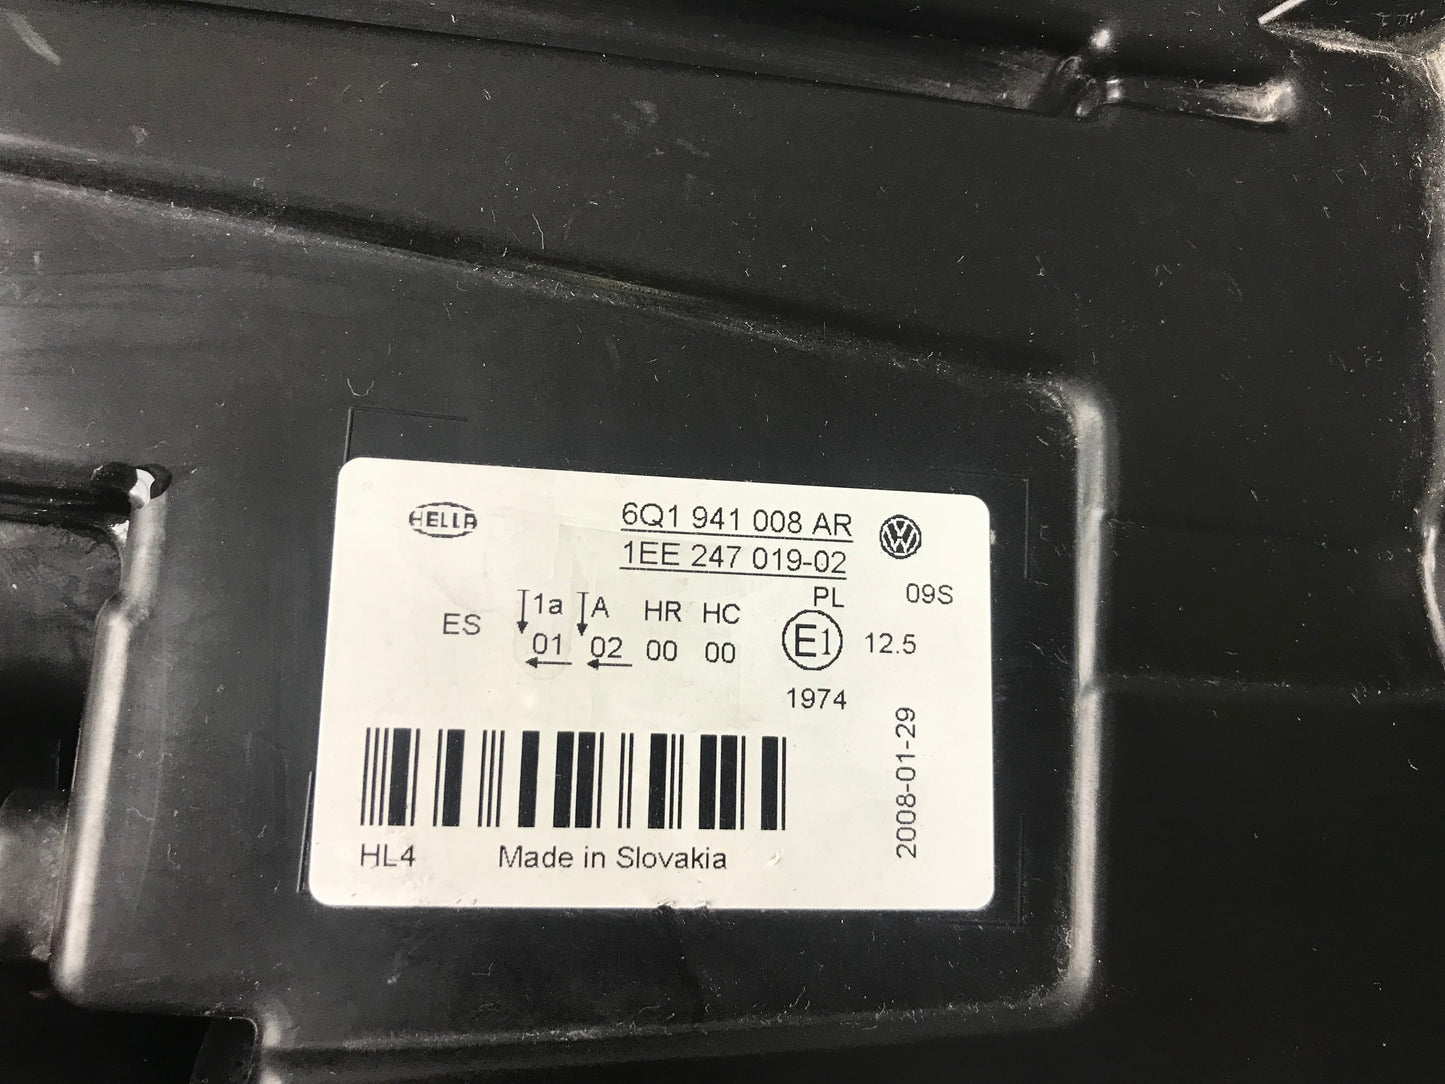 HELLA
6Q1 941 008 AR
1EE 247 019-02
PL
09S
ES
1a A HR HC
01 02 00 00
E1
12.5
1974
2008-01-29
HL4
Made in Slovakia